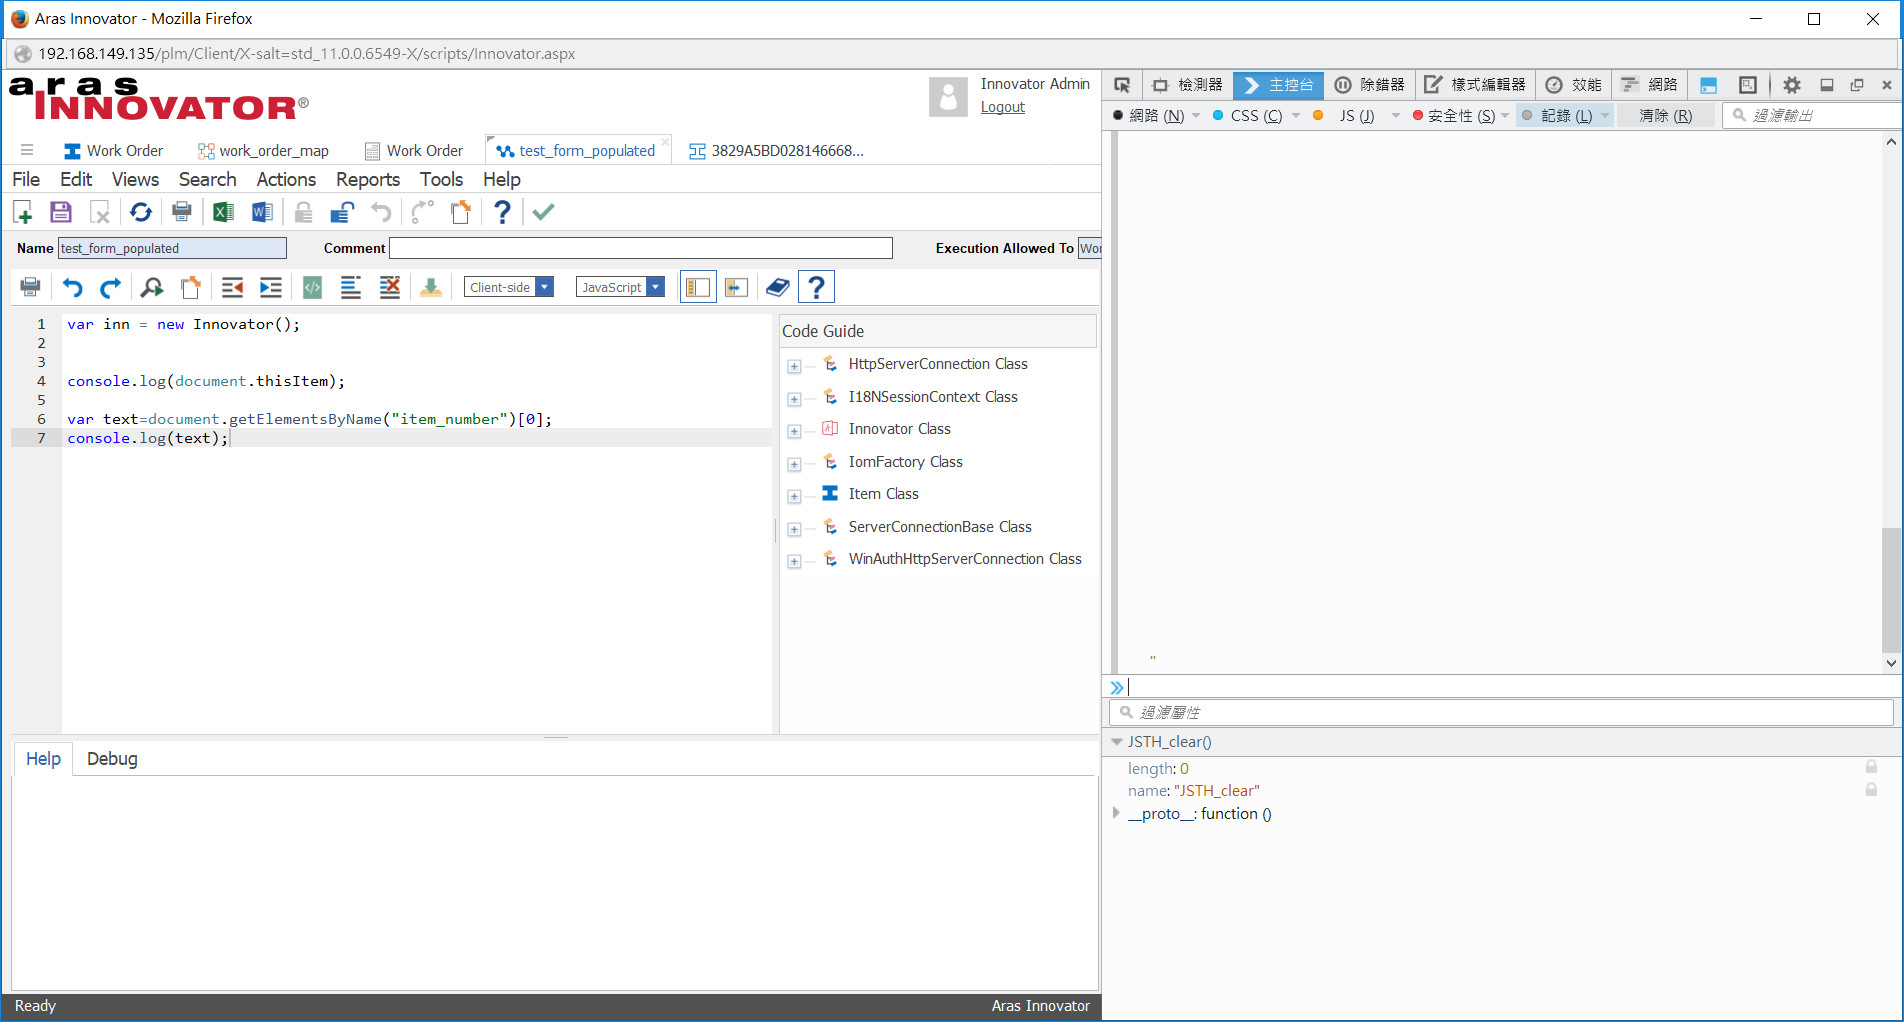 Aras Innovator - Mozilla Firefox
192.168.149.135/plm/Client/X-salt=std_11.0.0.6549-X/scripts/Innovator.aspx
aras
INNOVATOR®
Innovator Admin
Logout
Work Order
work_order_map
Work Order
test_form_populated
3829A5BD028146668...
File Edit Views Search Actions Reports Tools Help
Name test_form_populated Comment Execution Allowed To Wor
Client-side JavaScript
1 var inn = new Innovator();
2
3
4 console.log(document.thisItem);
5
6 var text=document.getElementsByName("item_number")[0];
7 console.log(text);
Code Guide
HttpServerConnection Class
I18NSessionContext Class
Innovator Class
IomFactory Class
Item Class
ServerConnectionBase Class
WinAuthHttpServerConnection Class
Help Debug
Ready Aras Innovator
檢測器 主控台 除錯器 樣式編輯器 效能 網路
網路 (N) CSS (C) JS (J) 安全性 (S) 記錄 (L) 清除 (R) 過濾輸出
"
過濾屬性
JSTH_clear()
length: 0
name: "JSTH_clear"
__proto__: function ()